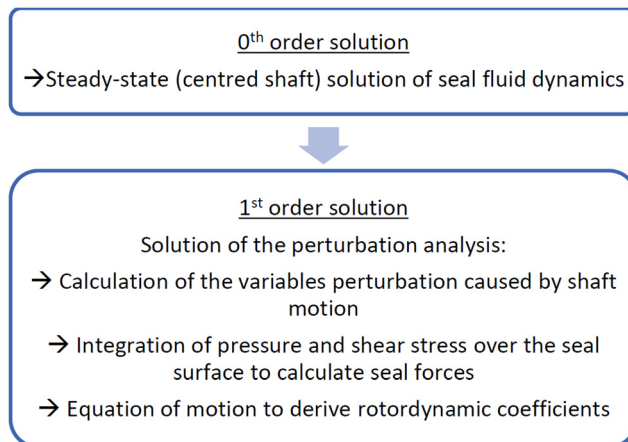 0th order solution
→Steady-state (centred shaft) solution of seal fluid dynamics
1st order solution
Solution of the perturbation analysis:
→ Calculation of the variables perturbation caused by shaft
motion
→ Integration of pressure and shear stress over the seal
surface to calculate seal forces
→ Equation of motion to derive rotordynamic coefficients